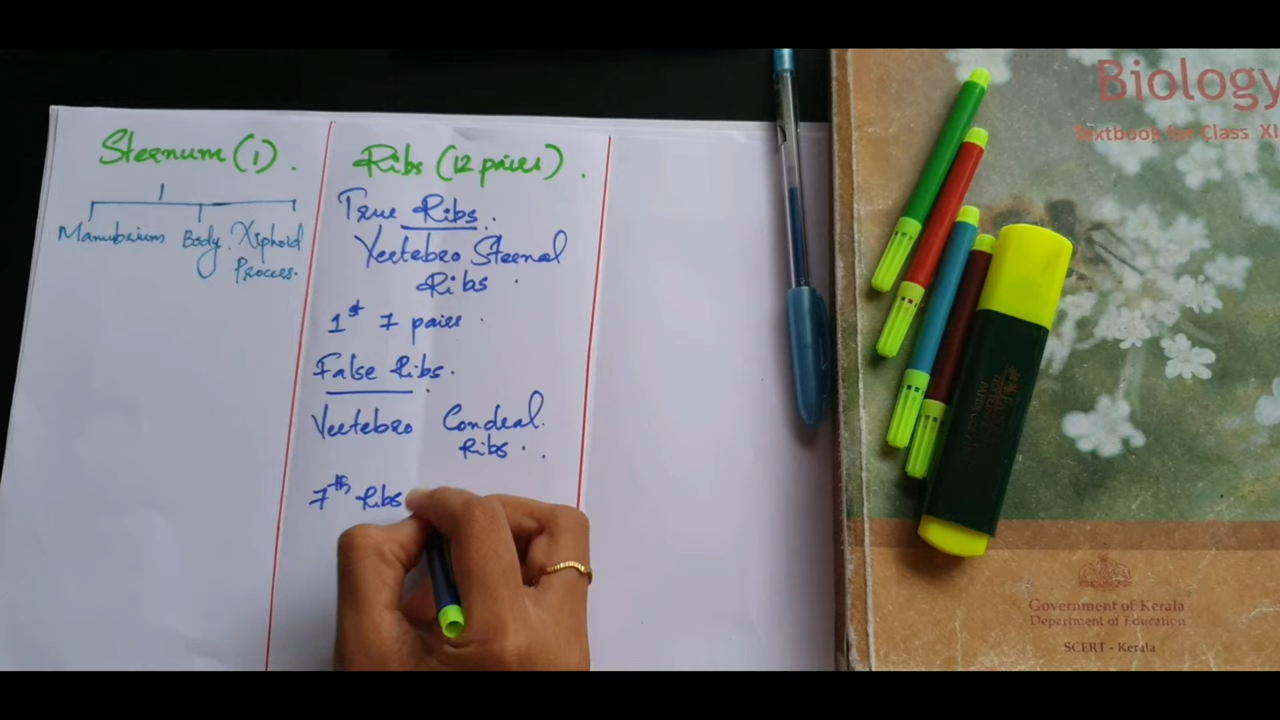 Sternum (1).
Manubrium Body. Xiphoid
Process.
Ribs (12 pairs).
True Ribs.
Vertebro Sternal
Ribs.
1st 7 pairs.
False Ribs.
Vertebro Condral.
Ribs..
7th Ribs
Biology
Textbook for Class XI
Government of Kerala
Department of Education
SCERT - Kerala